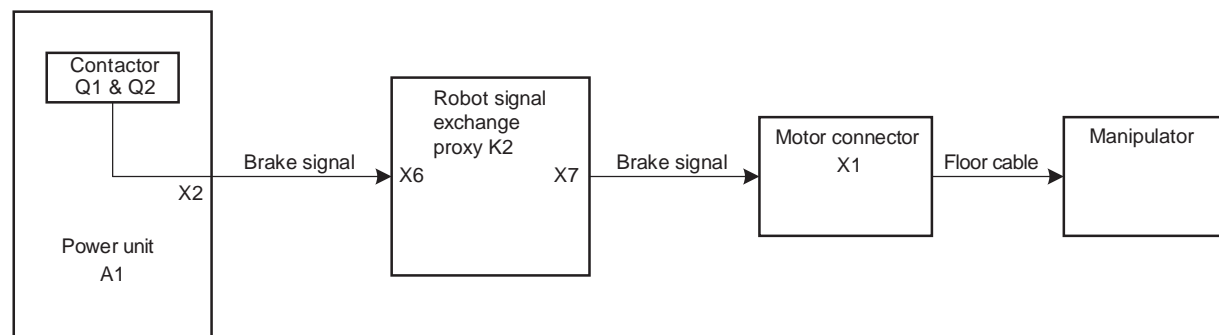 Contactor
Q1 & Q2
X2
Power unit
A1
Brake signal
Robot signal
exchange
proxy K2
X6
X7
Brake signal
Motor connector
X1
Floor cable
Manipulator